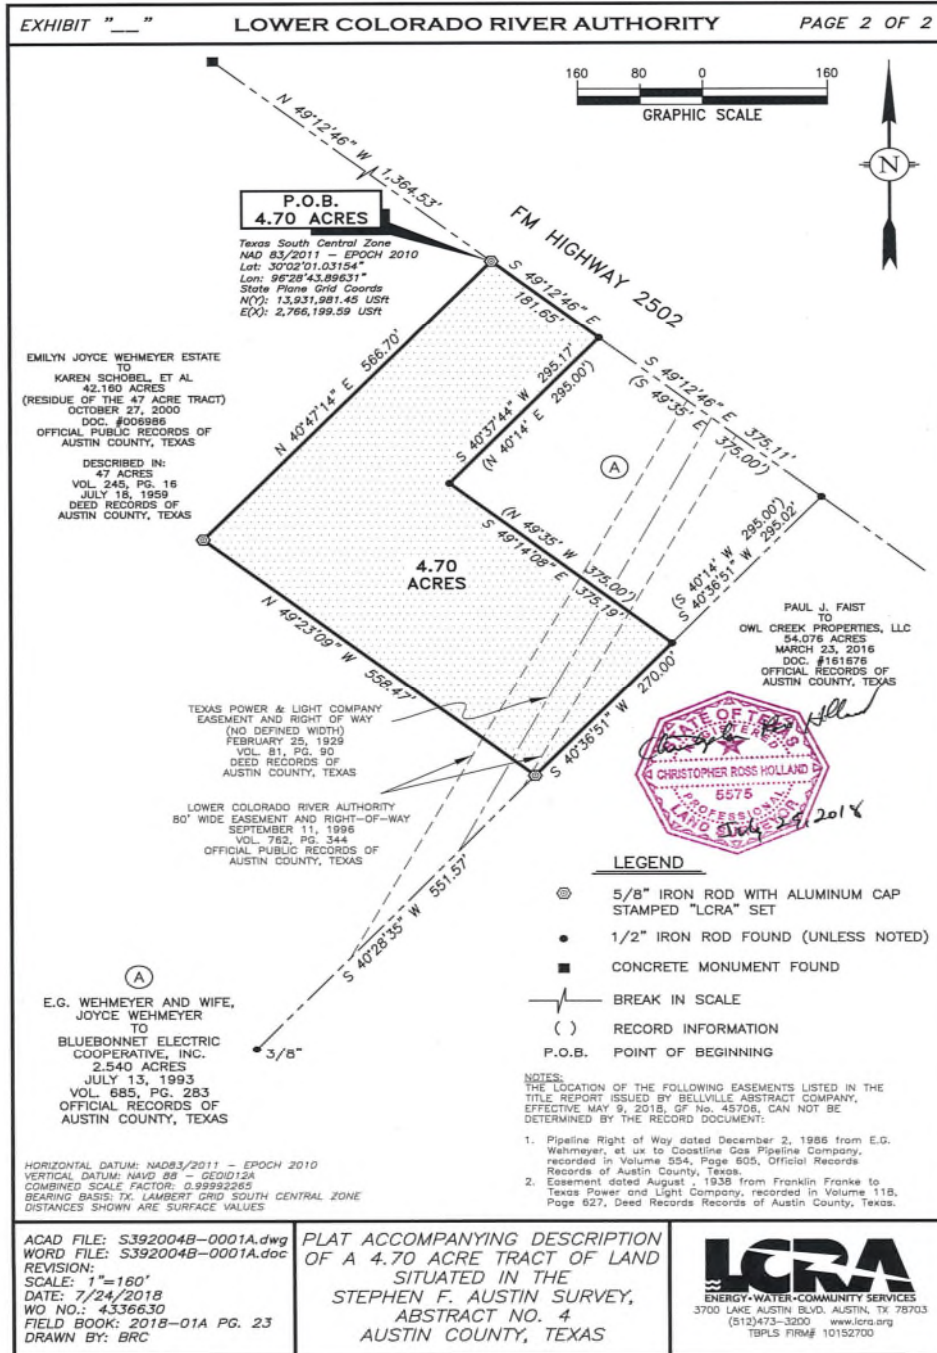 EXHIBIT "__"
LOWER COLORADO RIVER AUTHORITY
PAGE 2 OF 2
160 80 0 160
GRAPHIC SCALE
N
N 49°12'46" W 1,364.53'
P.O.B.
4.70 ACRES
Texas South Central Zone
NAD 83/2011 – EPOCH 2010
Lat: 30°02'01.03154"
Lon: 96°28'43.89631"
State Plane Grid Coords
N(Y): 13,931,981.45 USft
E(X): 2,766,199.59 USft
FM HIGHWAY 2502
S 49°12'46" E
181.65'
N 40°47'14" E 566.70'
S 40°37'44" W 295.17'
(N 40°14' E 295.00')
S 49°12'46" E 375.11'
(S 49°35' E 375.00')
A
EMILYN JOYCE WEHMEYER ESTATE
TO
KAREN SCHOBEL, ET AL
42.160 ACRES
(RESIDUE OF THE 47 ACRE TRACT)
OCTOBER 27, 2000
DOC. #006986
OFFICIAL PUBLIC RECORDS OF
AUSTIN COUNTY, TEXAS
DESCRIBED IN:
47 ACRES
VOL. 245, PG. 16
JULY 18, 1959
DEED RECORDS OF
AUSTIN COUNTY, TEXAS
(N 49°35' W 375.00')
S 49°14'08" E 375.19'
(S 40°14' W 295.00')
S 40°36'51" W 295.02'
4.70
ACRES
N 49°23'09" W 558.47'
S 40°36'51" W 270.00'
PAUL J. FAIST
TO
OWL CREEK PROPERTIES, LLC
54.076 ACRES
MARCH 23, 2016
DOC. #161676
OFFICIAL RECORDS OF
AUSTIN COUNTY, TEXAS
TEXAS POWER & LIGHT COMPANY
EASEMENT AND RIGHT OF WAY
(NO DEFINED WIDTH)
FEBRUARY 25, 1929
VOL. 81, PG. 90
DEED RECORDS OF
AUSTIN COUNTY, TEXAS
LOWER COLORADO RIVER AUTHORITY
80' WIDE EASEMENT AND RIGHT–OF–WAY
SEPTEMBER 11, 1996
VOL. 762, PG. 344
OFFICIAL PUBLIC RECORDS OF
AUSTIN COUNTY, TEXAS
STATE OF TEXAS
REGISTERED
CHRISTOPHER ROSS HOLLAND
5575
PROFESSIONAL
LAND SURVEYOR
Christopher Ross Holland
July 24, 2018
S 40°28'35" W 551.57'
3/8"
LEGEND
5/8" IRON ROD WITH ALUMINUM CAP
STAMPED "LCRA" SET
1/2" IRON ROD FOUND (UNLESS NOTED)
CONCRETE MONUMENT FOUND
BREAK IN SCALE
( ) RECORD INFORMATION
P.O.B. POINT OF BEGINNING
A
E.G. WEHMEYER AND WIFE,
JOYCE WEHMEYER
TO
BLUEBONNET ELECTRIC
COOPERATIVE, INC.
2.540 ACRES
JULY 13, 1993
VOL. 685, PG. 283
OFFICIAL RECORDS OF
AUSTIN COUNTY, TEXAS
NOTES:
THE LOCATION OF THE FOLLOWING EASEMENTS LISTED IN THE
TITLE REPORT ISSUED BY BELLVILLE ABSTRACT COMPANY,
EFFECTIVE MAY 9, 2018, GF No. 45706, CAN NOT BE
DETERMINED BY THE RECORD DOCUMENT:
1. Pipeline Right of Way dated December 2, 1986 from E.G.
Wehmeyer, et ux to Coastline Gas Pipeline Company,
recorded in Volume 554, Page 605, Official Records
Records of Austin County, Texas.
2. Easement dated August , 1938 from Franklin Franke to
Texas Power and Light Company, recorded in Volume 118,
Page 627, Deed Records Records of Austin County, Texas.
HORIZONTAL DATUM: NAD83/2011 – EPOCH 2010
VERTICAL DATUM: NAVD 88 – GEOID12A
COMBINED SCALE FACTOR: 0.99992265
BEARING BASIS: TX. LAMBERT GRID SOUTH CENTRAL ZONE
DISTANCES SHOWN ARE SURFACE VALUES
ACAD FILE: S392004B–0001A.dwg
WORD FILE: S392004B–0001A.doc
REVISION:
SCALE: 1"=160'
DATE: 7/24/2018
WO NO.: 4336630
FIELD BOOK: 2018–01A PG. 23
DRAWN BY: BRC
PLAT ACCOMPANYING DESCRIPTION
OF A 4.70 ACRE TRACT OF LAND
SITUATED IN THE
STEPHEN F. AUSTIN SURVEY,
ABSTRACT NO. 4
AUSTIN COUNTY, TEXAS
LCRA
ENERGY•WATER•COMMUNITY SERVICES
3700 LAKE AUSTIN BLVD. AUSTIN, TX 78703
(512)473–3200 www.lcra.org
TBPLS FIRM# 10152700